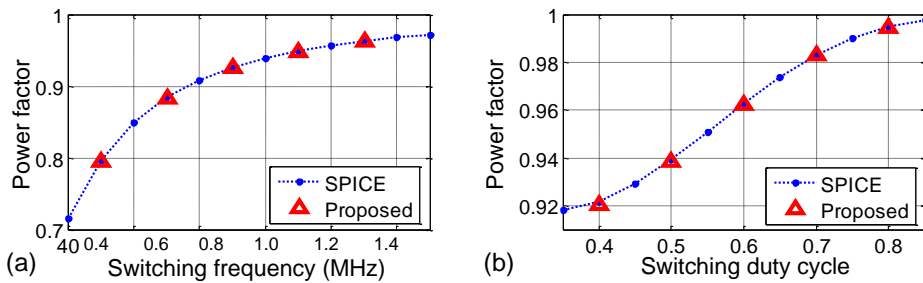 Power factor
1
0.9
0.8
0.7
40 0.4 0.6 0.8 1.0 1.2 1.4
SPICE
Proposed
(a) Switching frequency (MHz)
Power factor
1
0.98
0.96
0.94
0.92
0.4 0.5 0.6 0.7 0.8
SPICE
Proposed
(b) Switching duty cycle